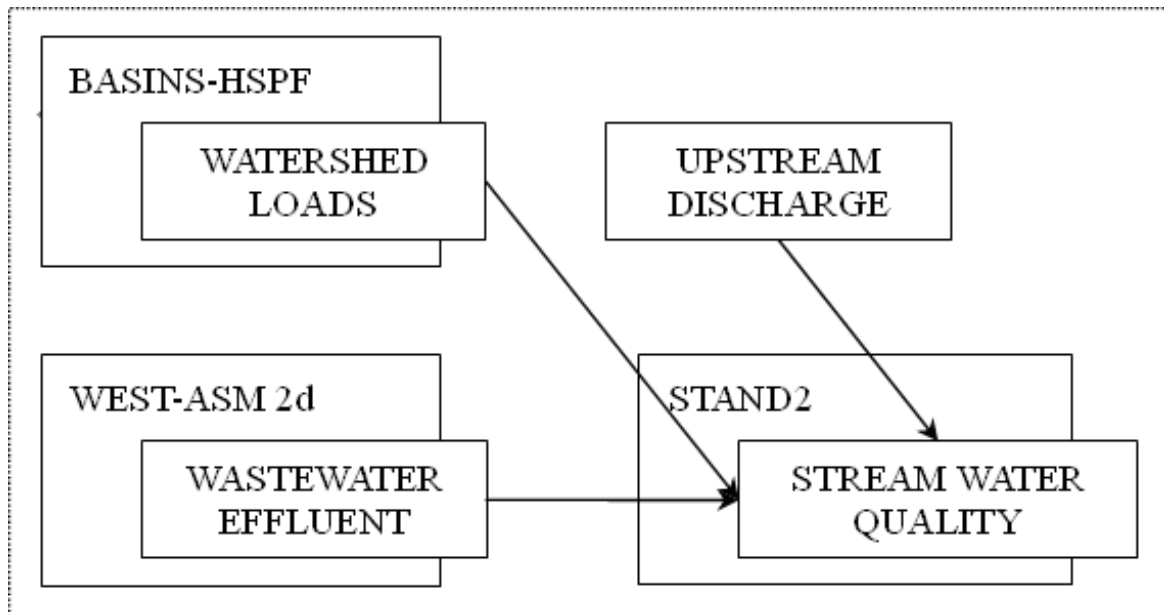 BASINS-HSPF
WATERSHED
LOADS
UPSTREAM
DISCHARGE
WEST-ASM 2d
WASTEWATER
EFFLUENT
STAND2
STREAM WATER
QUALITY